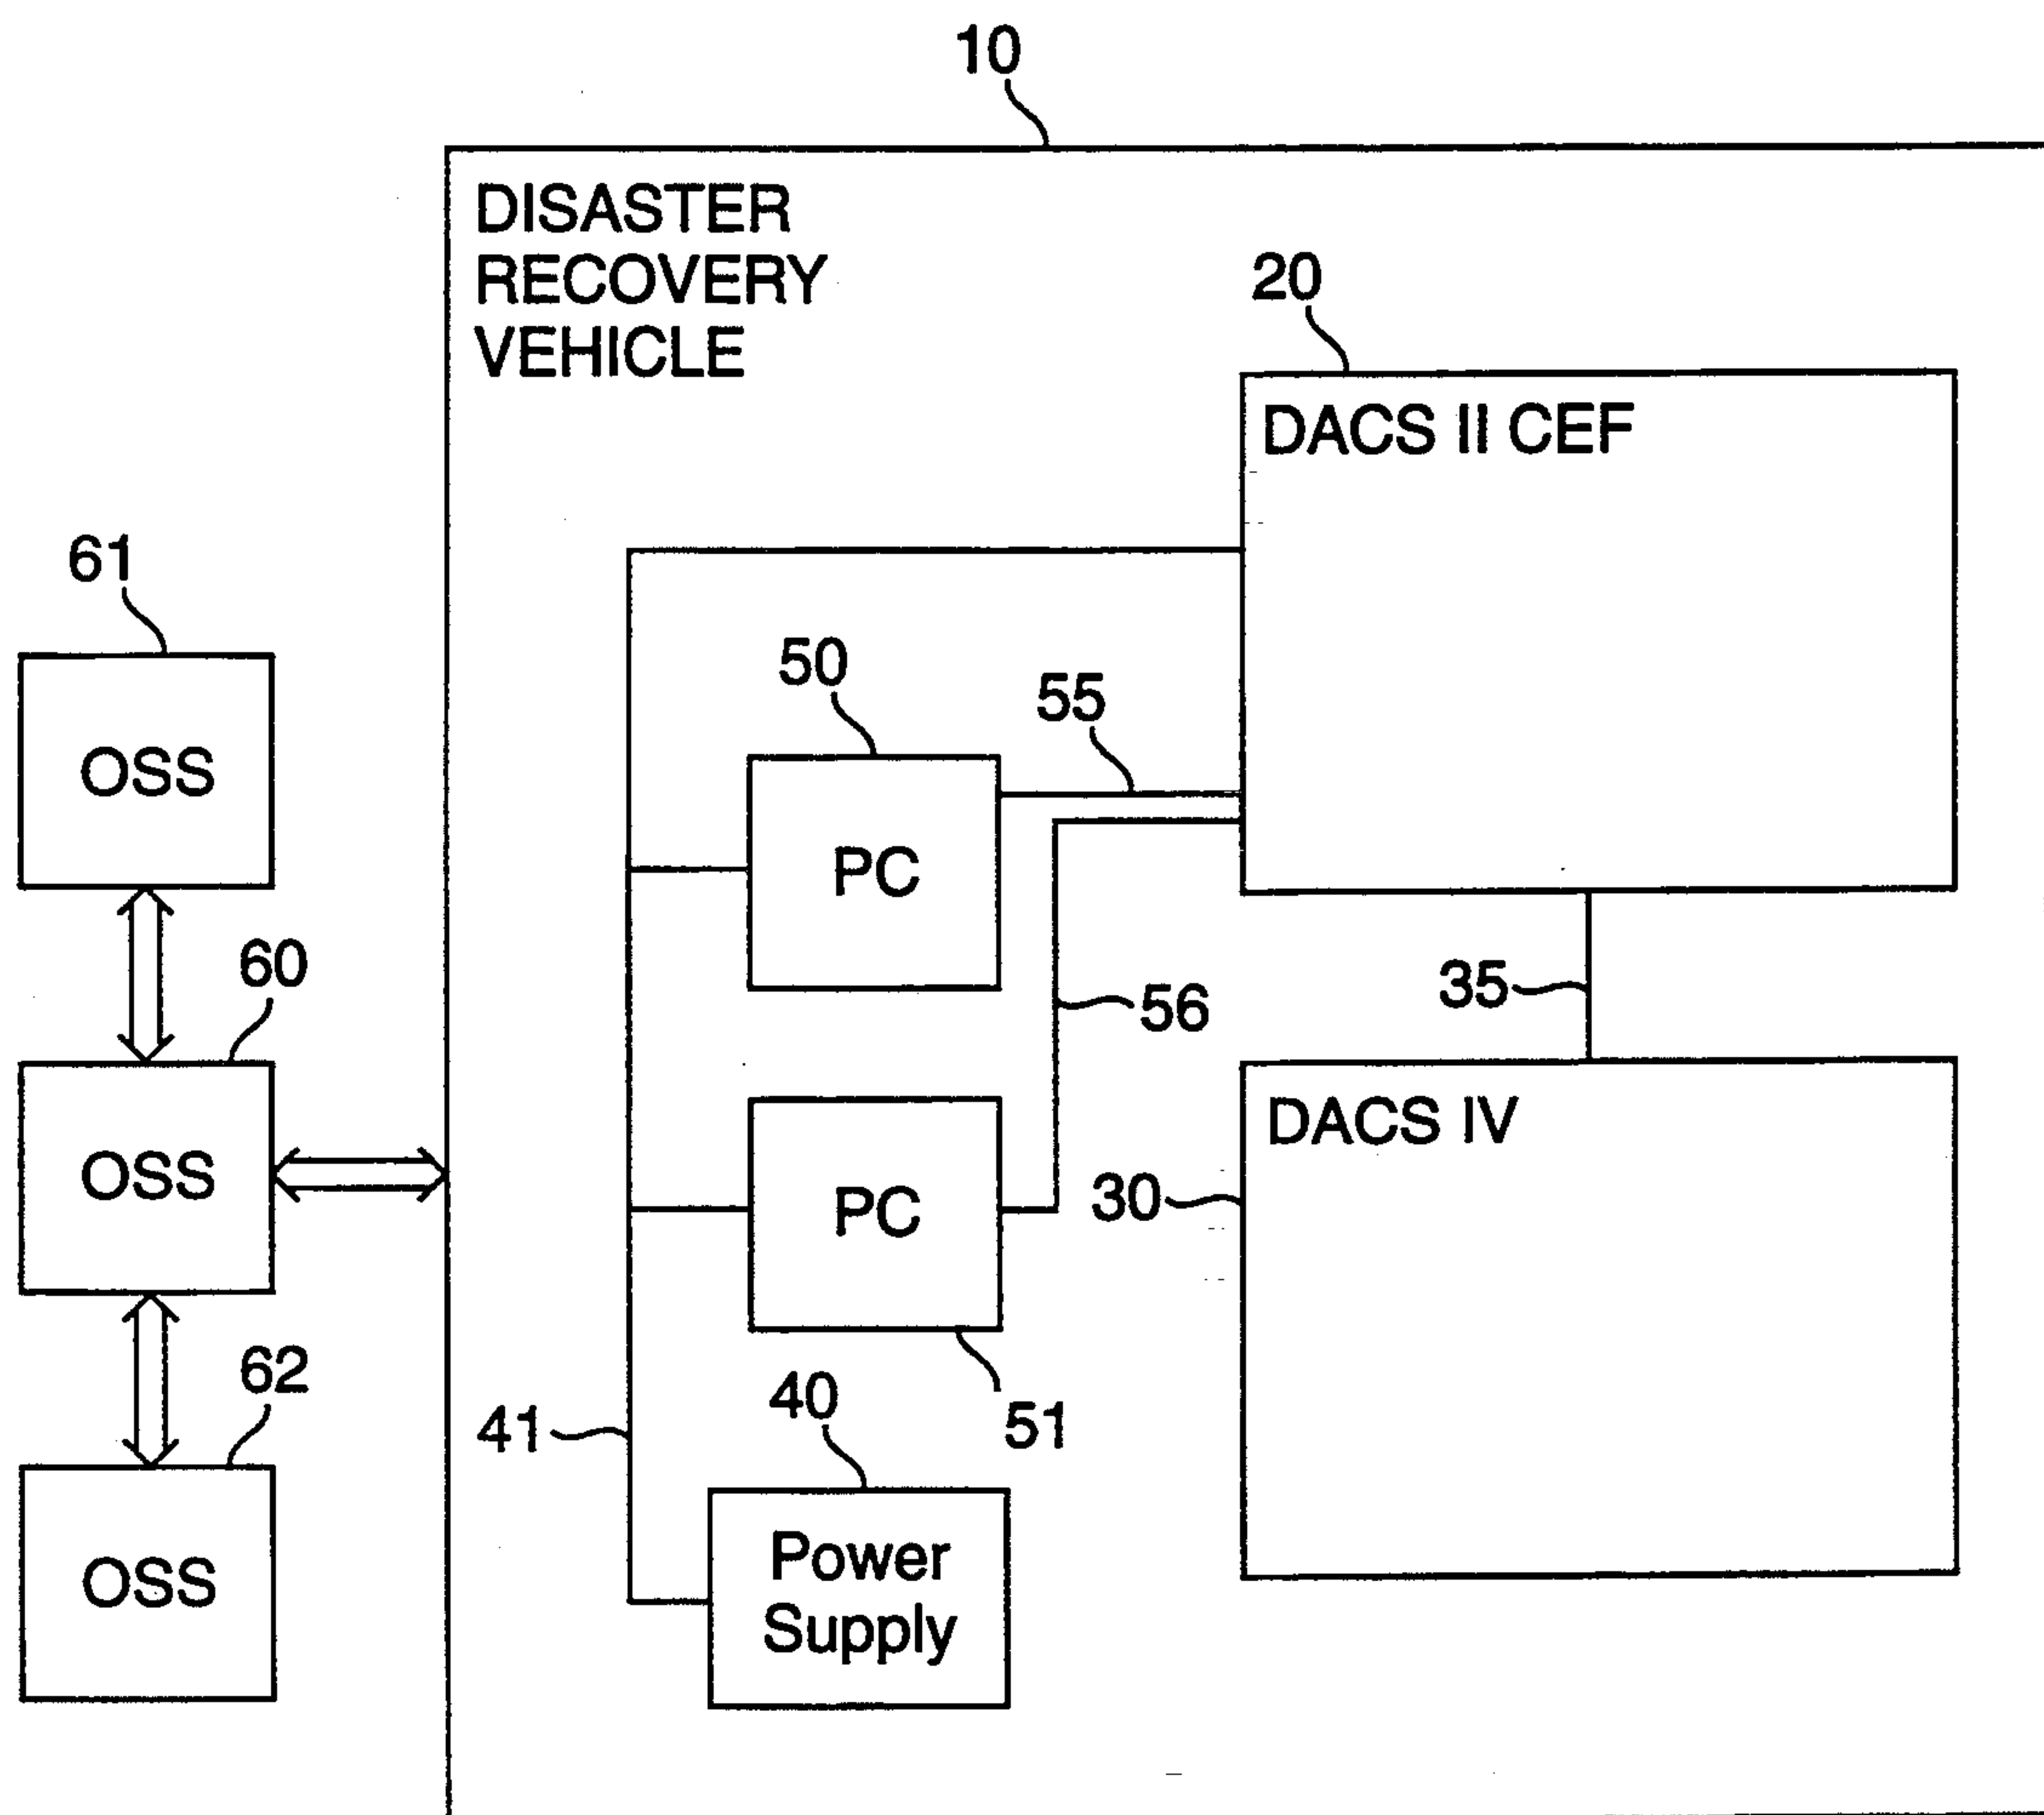 10
DISASTER
RECOVERY
VEHICLE
20
DACS II CEF
61
OSS
50
55
PC
60
OSS
56
35
PC
51
30
DACS IV
62
OSS
41
40
Power
Supply